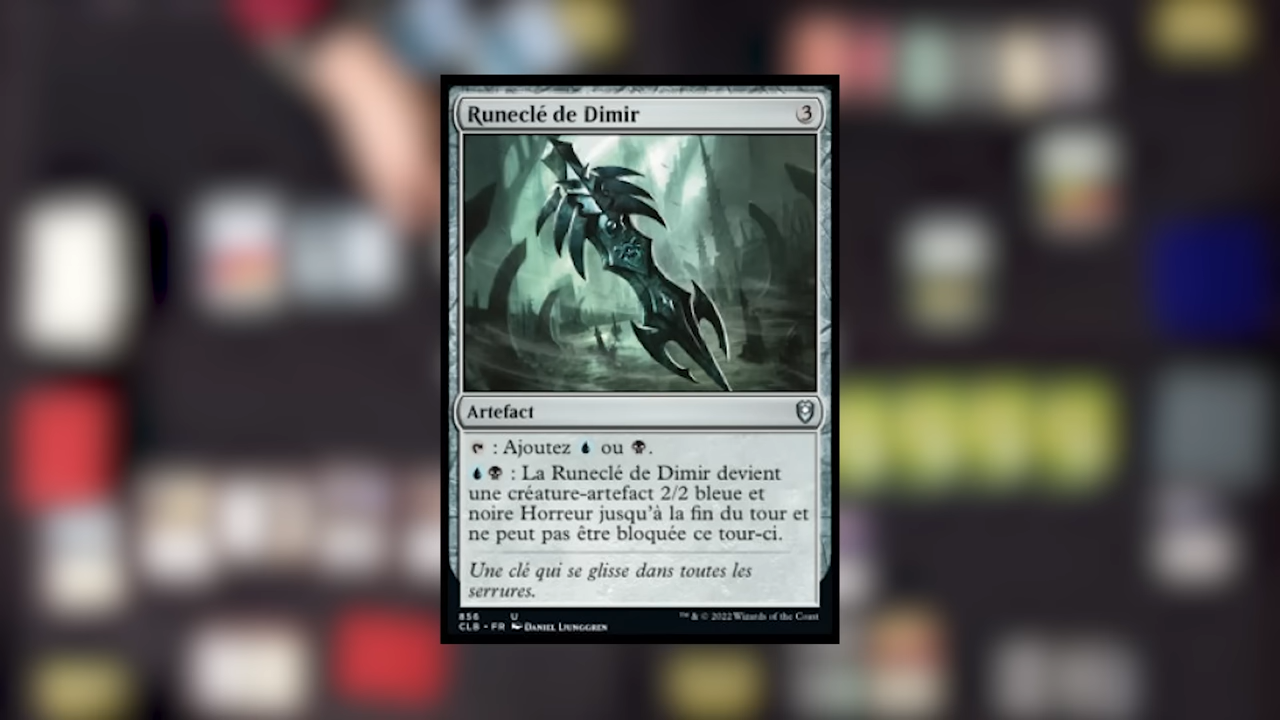 Runeclé de Dimir 3
Artefact
: Ajoutez ou .
: La Runeclé de Dimir devient
une créature-artefact 2/2 bleue et
noire Horreur jusqu'à la fin du tour et
ne peut pas être bloquée ce tour-ci.
Une clé qui se glisse dans toutes les
serrures.
856 U
CLB • FR Daniel Ljunggren
™ & © 2022 Wizards of the Coast